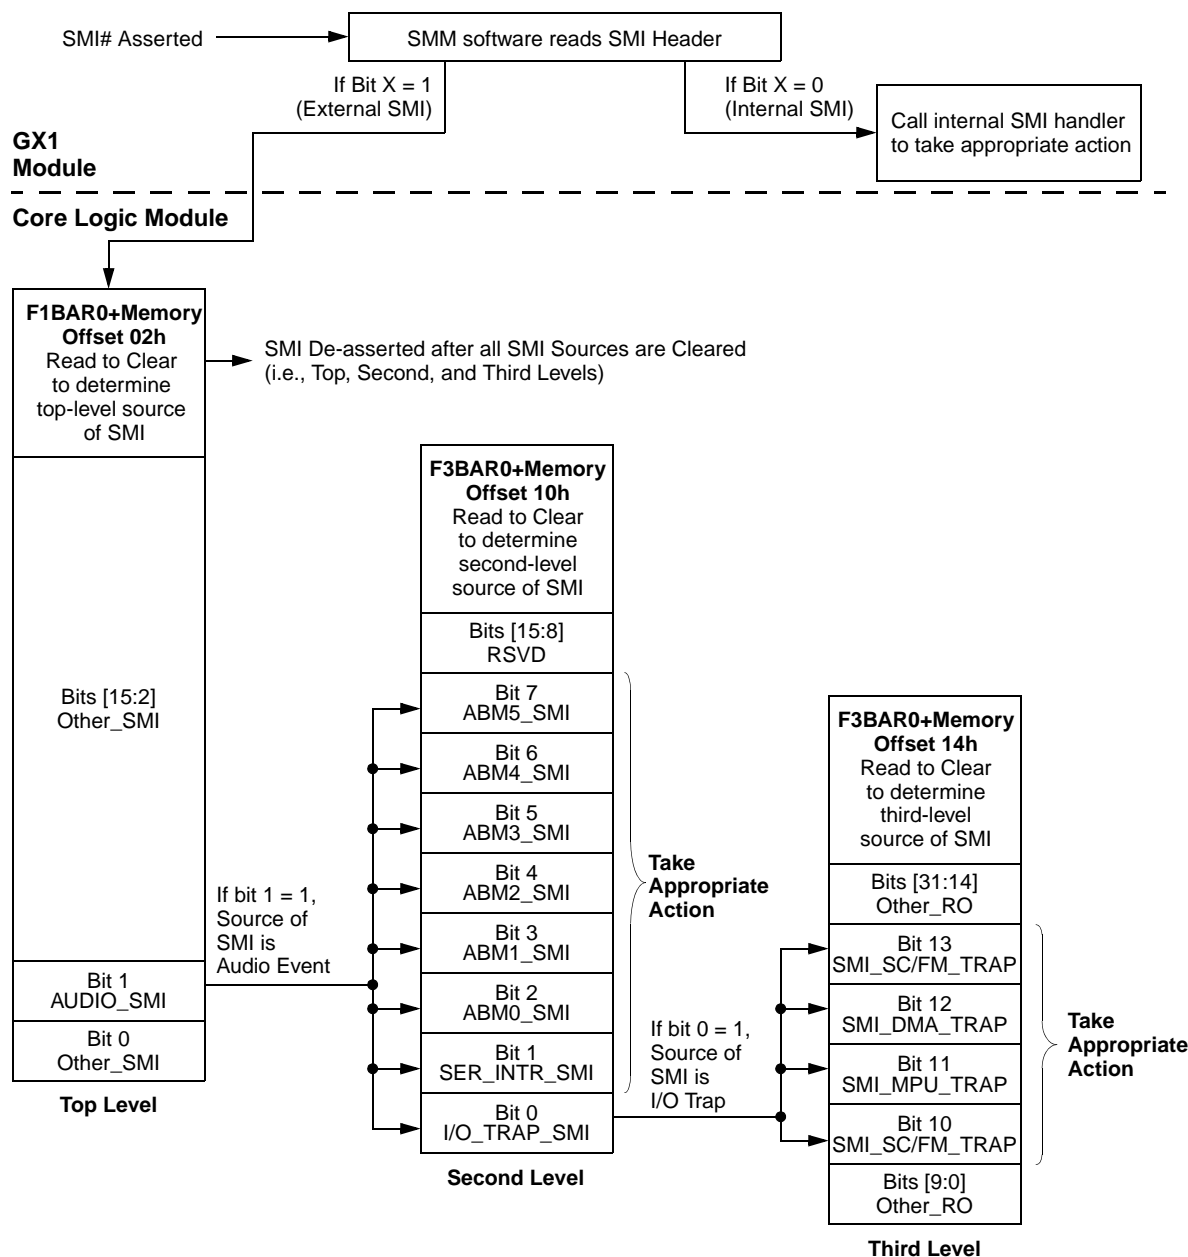 SMI# Asserted
SMM software reads SMI Header
If Bit X = 1
(External SMI)
If Bit X = 0
(Internal SMI)
Call internal SMI handler
to take appropriate action
GX1
Module
Core Logic Module
F1BAR0+Memory
Offset 02h
Read to Clear
to determine
top-level source
of SMI
SMI De-asserted after all SMI Sources are Cleared
(i.e., Top, Second, and Third Levels)
Bits [15:2]
Other_SMI
Bit 1
AUDIO_SMI
Bit 0
Other_SMI
Top Level
If bit 1 = 1,
Source of
SMI is
Audio Event
F3BAR0+Memory
Offset 10h
Read to Clear
to determine
second-level
source of SMI
Bits [15:8]
RSVD
Bit 7
ABM5_SMI
Bit 6
ABM4_SMI
Bit 5
ABM3_SMI
Bit 4
ABM2_SMI
Bit 3
ABM1_SMI
Bit 2
ABM0_SMI
Bit 1
SER_INTR_SMI
Bit 0
I/O_TRAP_SMI
Second Level
Take
Appropriate
Action
If bit 0 = 1,
Source of
SMI is
I/O Trap
F3BAR0+Memory
Offset 14h
Read to Clear
to determine
third-level
source of SMI
Bits [31:14]
Other_RO
Bit 13
SMI_SC/FM_TRAP
Bit 12
SMI_DMA_TRAP
Bit 11
SMI_MPU_TRAP
Bit 10
SMI_SC/FM_TRAP
Bits [9:0]
Other_RO
Third Level
Take
Appropriate
Action